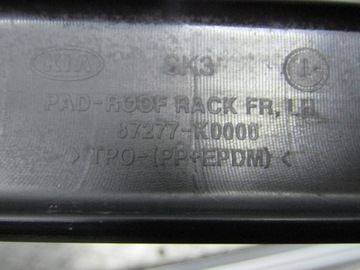 KIA SK3
PAD-ROOF RACK FR, LH
87277-K0000
> TPO-(PP+EPDM) <